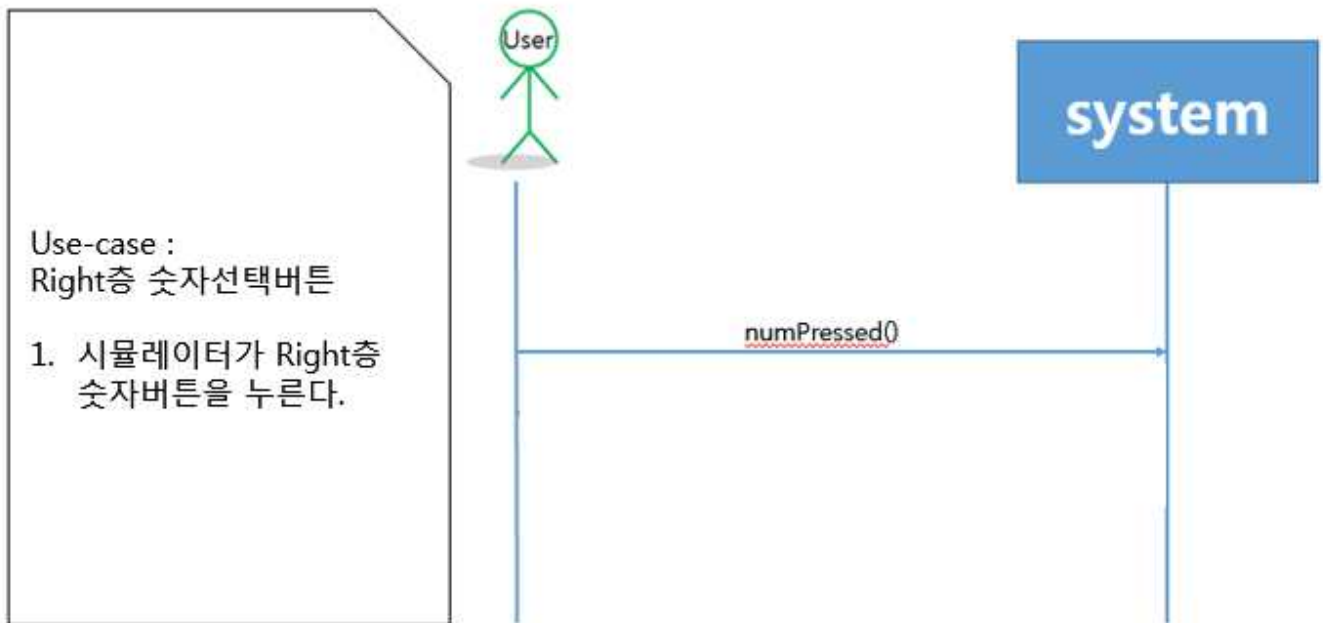 User
system
Use-case :
Right층 숫자선택버튼
1. 시뮬레이터가 Right층
숫자버튼을 누른다.
numPressed()